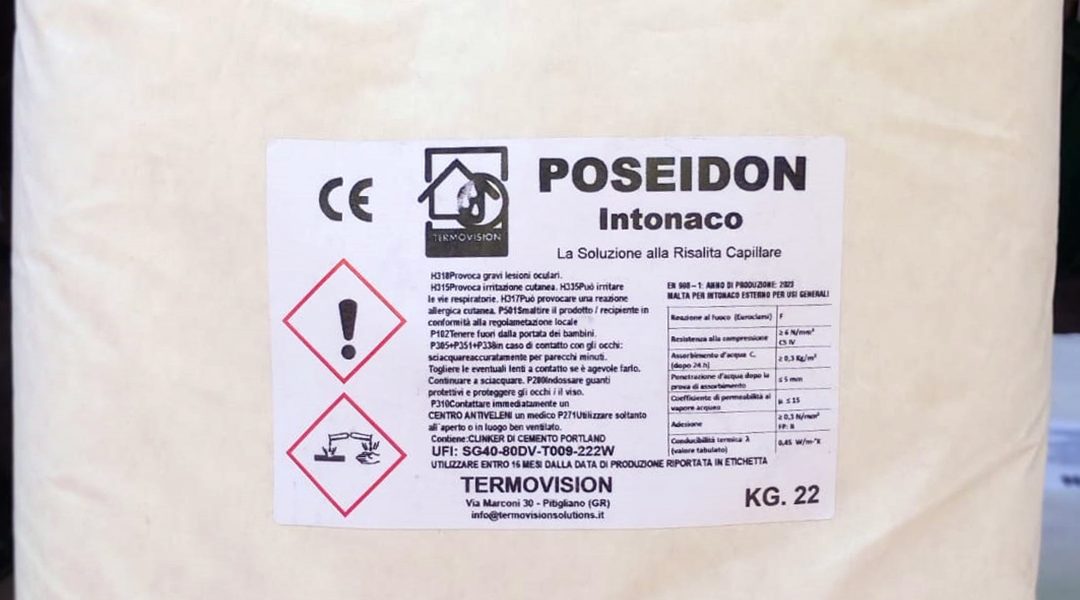 CE
TERMOVISION
POSEIDON
Intonaco
La Soluzione alla Risalita Capillare
H318Provoca gravi lesioni oculari.
H315Provoca irritazione cutanea. H335Può irritare
le vie respiratorie. H317Può provocare una reazione
allergica cutanea. P501Smaltire il prodotto / recipiente in
conformità alla regolametazione locale
P102Tenere fuori dalla portata dei bambini.
P305+P351+P338in caso di contatto con gli occhi:
sciacquareaccuratamente per parecchi minuti.
Togliere le eventuali lenti a contatto se è agevole farlo.
Continuare a sciacquare. P280Indossare guanti
protettivi e proteggere gli occhi / il viso.
P310Contattare immediatamente un
CENTRO ANTIVELENI un medico P271Utilizzare soltanto
all'aperto o in luogo ben ventilato.
Contiene:CLINKER DI CEMENTO PORTLAND
UFI: SG40-80DV-T009-222W
UTILIZZARE ENTRO 16 MESI DALLA DATA DI PRODUZIONE RIPORTATA IN ETICHETTA
EN 998 – 1: ANNO DI PRODUZIONE: 2023
MALTA PER INTONACO ESTERNO PER USI GENERALI
Reazione al fuoco (Euroclassi) F
Resistenza alla compressione ≥ 6 N/mm² CS IV
Assorbimento d'acqua C. (dopo 24 h) ≥ 0,3 Kg/m²
Penetrazione d'acqua dopo la prova di assorbimento ≤ 5 mm
Coefficiente di permeabilità al vapore acqueo μ ≤ 15
Adesione ≥ 0,3 N/mm² FP: B
Conducibilità termica λ (valore tabulato) 0,45 W/m·°K
TERMOVISION
Via Marconi 30 - Pitigliano (GR)
info@termovisionsolutions.it
KG. 22